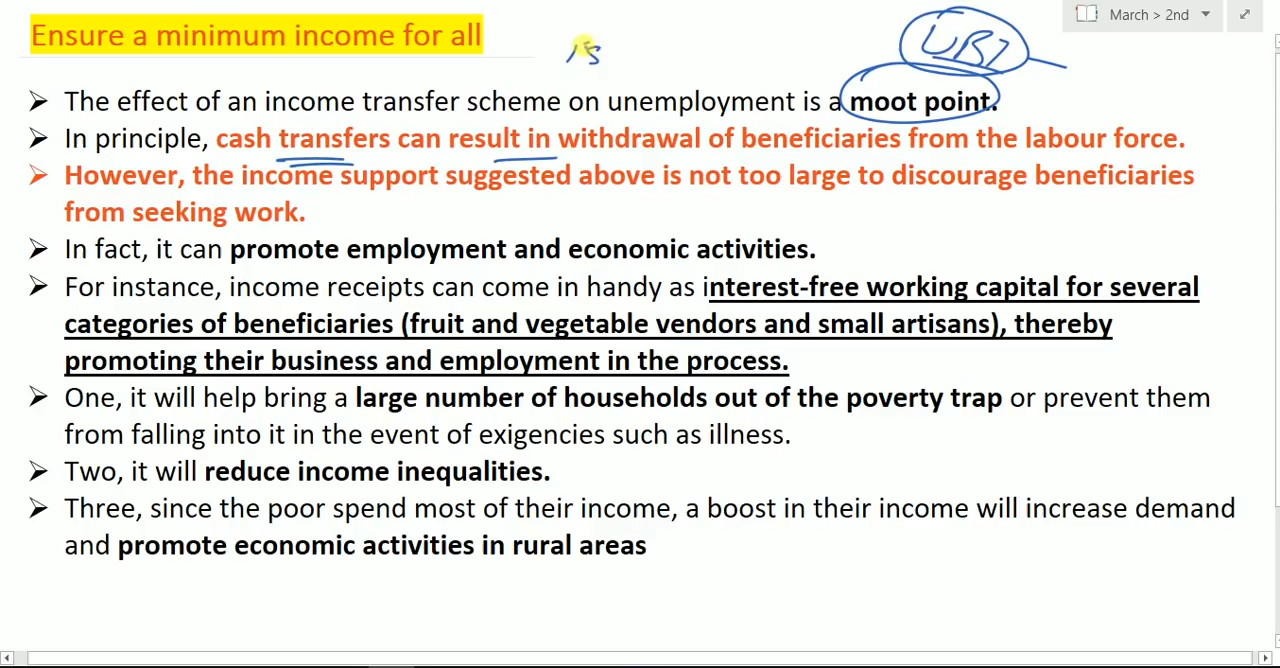 Ensure a minimum income for all
15
UBI
March > 2nd
➤ The effect of an income transfer scheme on unemployment is a moot point.
➤ In principle, cash transfers can result in withdrawal of beneficiaries from the labour force.
➤ However, the income support suggested above is not too large to discourage beneficiaries
from seeking work.
➤ In fact, it can promote employment and economic activities.
➤ For instance, income receipts can come in handy as interest-free working capital for several
categories of beneficiaries (fruit and vegetable vendors and small artisans), thereby
promoting their business and employment in the process.
➤ One, it will help bring a large number of households out of the poverty trap or prevent them
from falling into it in the event of exigencies such as illness.
➤ Two, it will reduce income inequalities.
➤ Three, since the poor spend most of their income, a boost in their income will increase demand
and promote economic activities in rural areas